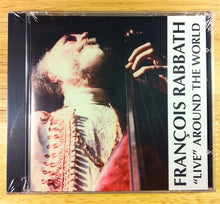 FRANÇOIS RABBATH
"LIVE" AROUND THE WORLD